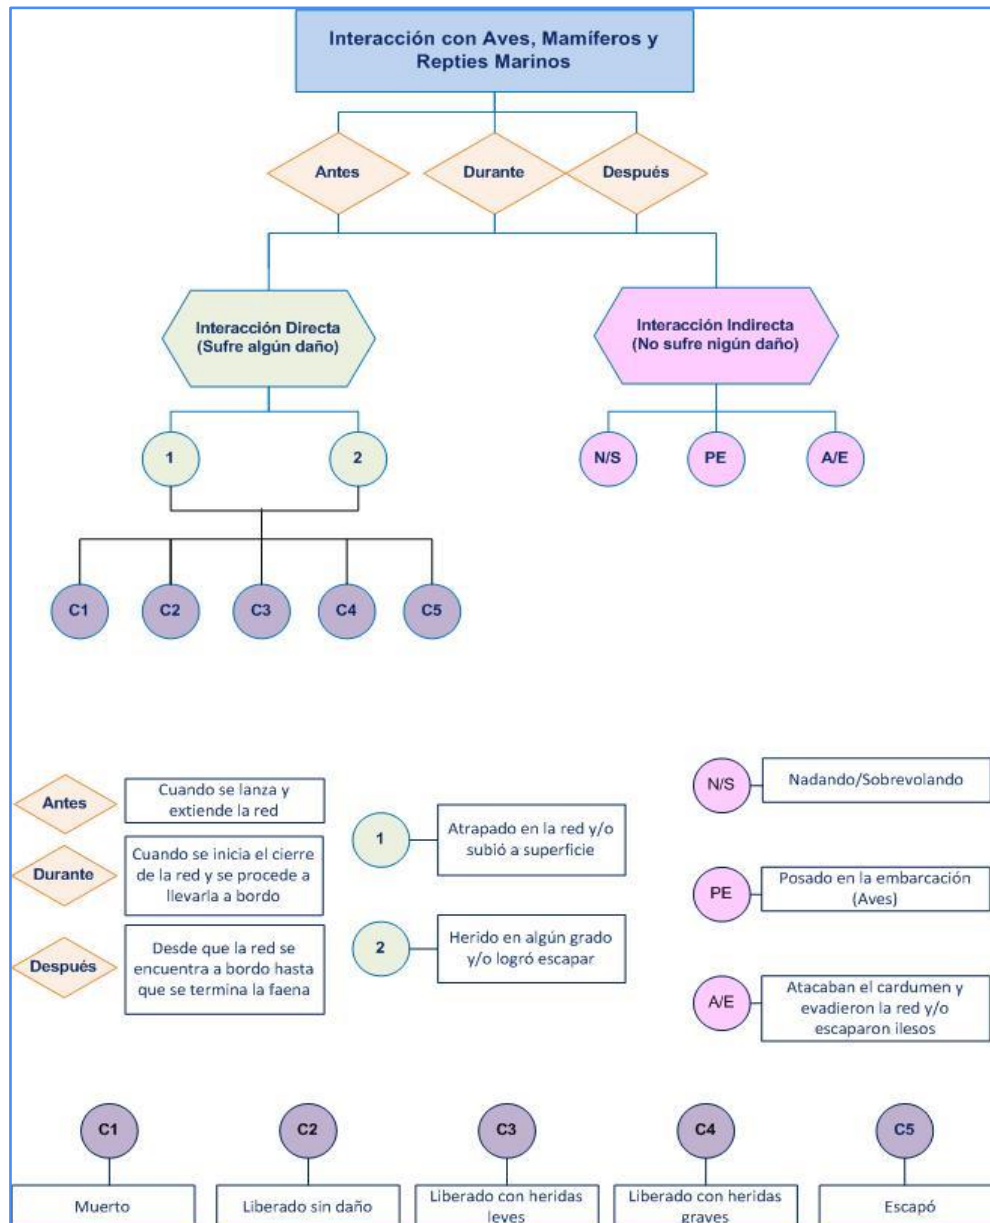 Interacción con Aves, Mamíferos y
Repties Marinos
Antes
Durante
Después
Interacción Directa
(Sufre algún daño)
Interacción Indirecta
(No sufre nigún daño)
1
2
N/S
PE
A/E
C1
C2
C3
C4
C5
Antes
Cuando se lanza y
extiende la red
Durante
Cuando se inicia el cierre
de la red y se procede a
llevarla a bordo
Después
Desde que la red se
encuentra a bordo hasta
que se termina la faena
1
Atrapado en la red y/o
subió a superficie
2
Herido en algún grado
y/o logró escapar
N/S
Nadando/Sobrevolando
PE
Posado en la embarcación
(Aves)
A/E
Atacaban el cardumen y
evadieron la red y/o
escaparon ilesos
C1
Muerto
C2
Liberado sin daño
C3
Liberado con heridas
leves
C4
Liberado con heridas
graves
C5
Escapó